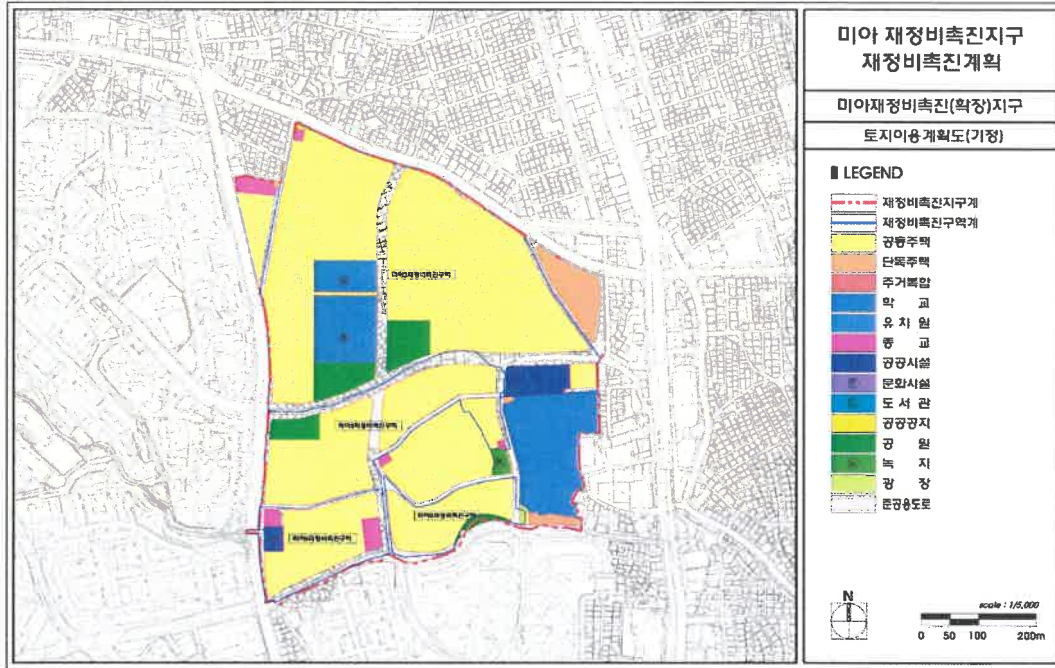 미아 재정비촉진지구
재정비촉진계획
미아재정비촉진(확장)지구
토지이용계획도(기정)
LEGEND
재정비촉진지구계
재정비촉진구역계
공동주택
단독주택
주거복합
학 교
유 치 원
종 교
공공시설
문화시설
도 서 관
공공공지
공 원
녹 지
광 장
준공용도로
N
scale : 1/5,000
0 50 100 200m